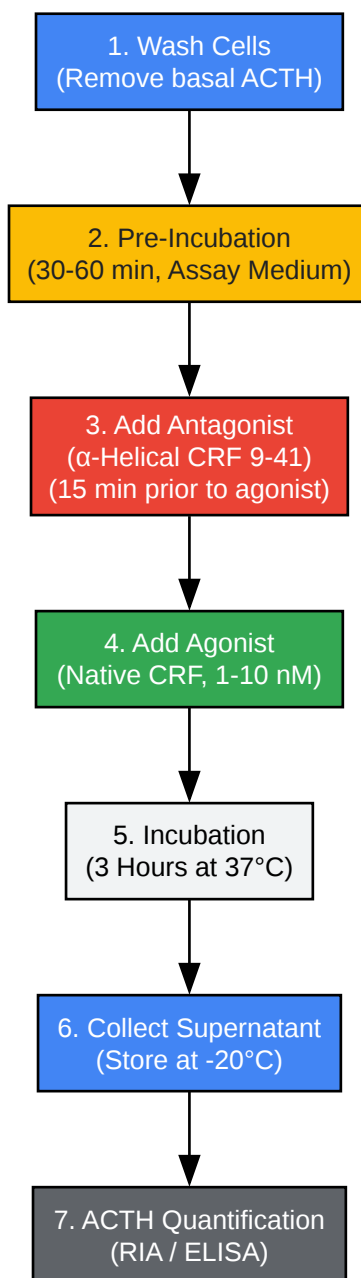 1. Wash Cells
(Remove basal ACTH)
2. Pre-Incubation
(30-60 min, Assay Medium)
3. Add Antagonist
(α-Helical CRF 9-41)
(15 min prior to agonist)
4. Add Agonist
(Native CRF, 1-10 nM)
5. Incubation
(3 Hours at 37°C)
6. Collect Supernatant
(Store at -20°C)
7. ACTH Quantification
(RIA / ELISA)